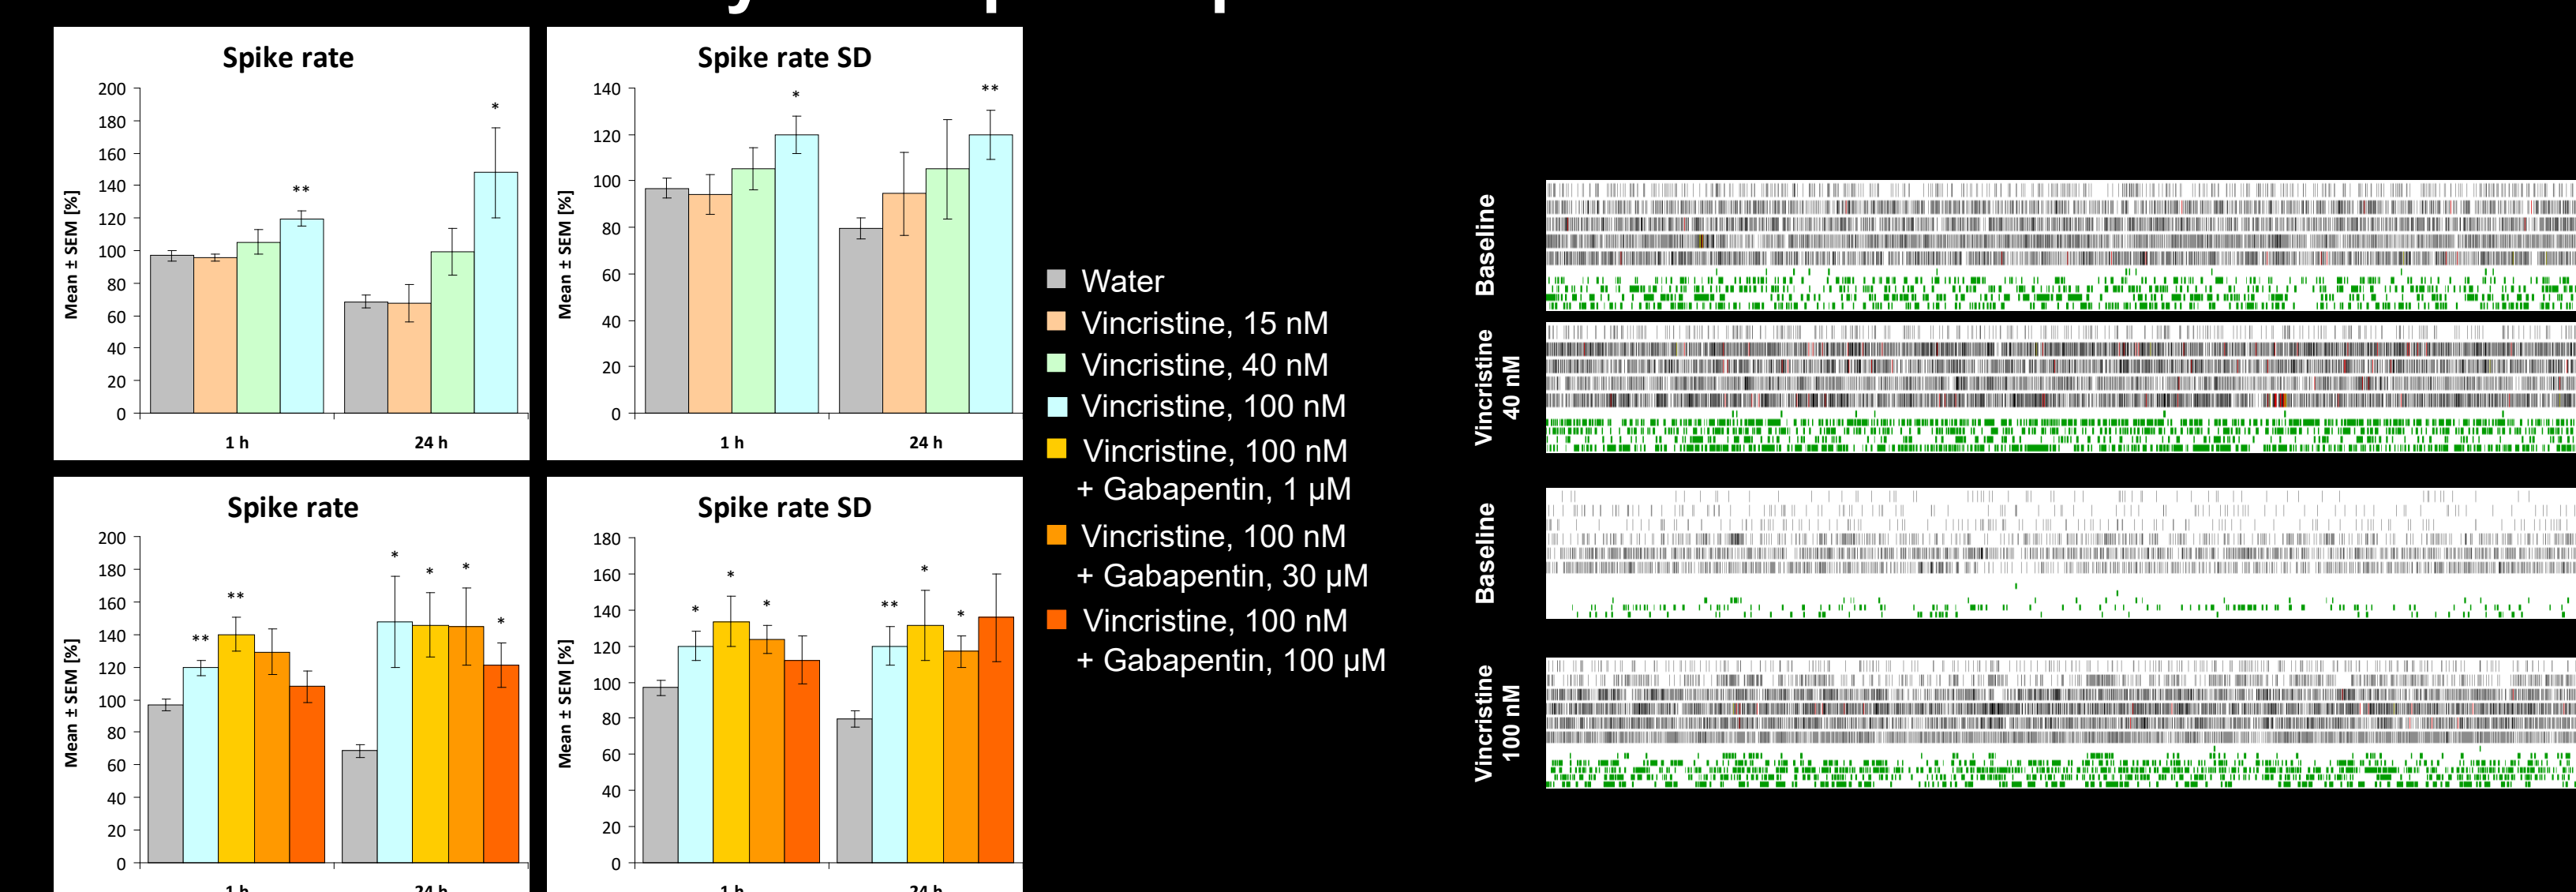 Spike rate
Mean ± SEM [%]
200
180
160
140
120
100
80
60
40
20
0
**
*
1 h
24 h
Spike rate SD
Mean ± SEM [%]
140
120
100
80
60
40
20
0
*
**
1 h
24 h
Spike rate
Mean ± SEM [%]
200
180
160
140
120
100
80
60
40
20
0
**
**
*
*
*
*
1 h
24 h
Spike rate SD
Mean ± SEM [%]
180
160
140
120
100
80
60
40
20
0
*
*
*
**
*
*
1 h
24 h
Water
Vincristine, 15 nM
Vincristine, 40 nM
Vincristine, 100 nM
Vincristine, 100 nM
+ Gabapentin, 1 µM
Vincristine, 100 nM
+ Gabapentin, 30 µM
Vincristine, 100 nM
+ Gabapentin, 100 µM
Baseline
Vincristine
40 nM
Baseline
Vincristine
100 nM